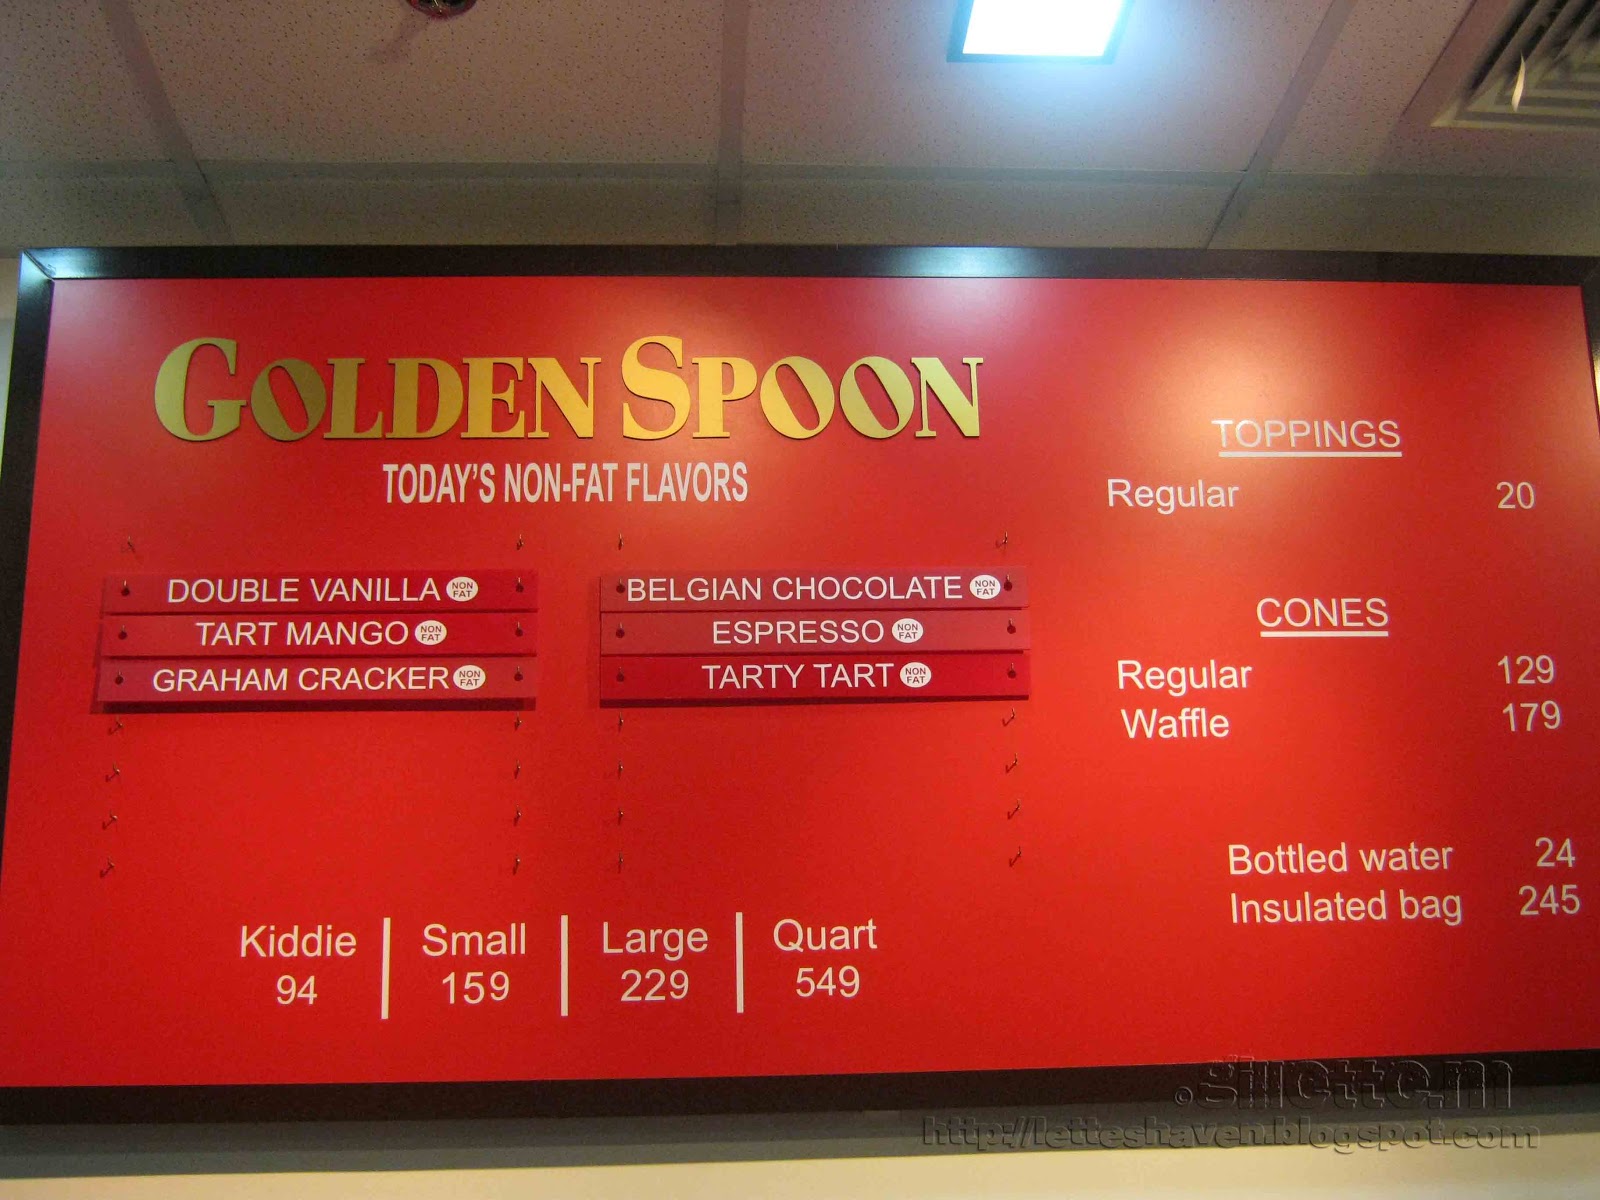 GOLDEN SPOON
TODAY'S NON-FAT FLAVORS
DOUBLE VANILLA NON FAT
TART MANGO NON FAT
GRAHAM CRACKER NON FAT
BELGIAN CHOCOLATE NON FAT
ESPRESSO NON FAT
TARTY TART NON FAT
Kiddie Small Large Quart
94 159 229 549
TOPPINGS
Regular 20
CONES
Regular 129
Waffle 179
Bottled water 24
Insulated bag 245
©gillette.m
http://letteshaven.blogspot.com